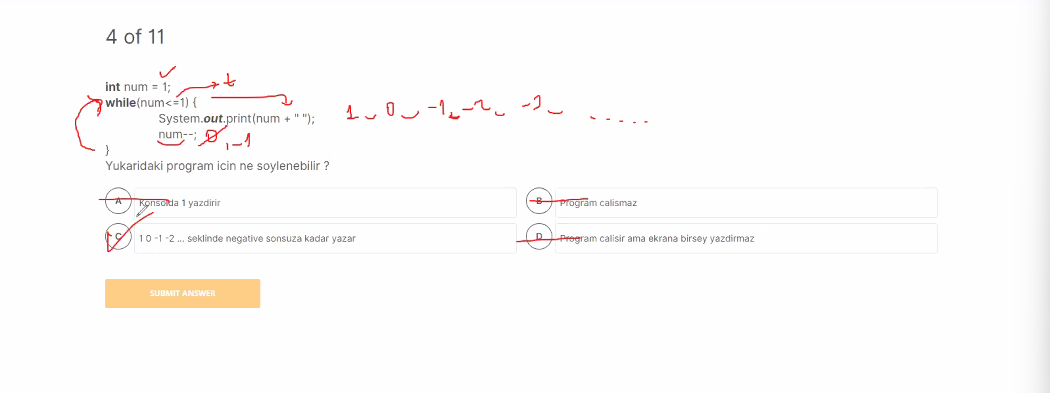 4 of 11
int num = 1;
t
while(num<=1) {
System.out.print(num + " ");
1 0 -1 -2 -3 .....
num--; 0, -1
}
Yukaridaki program icin ne soylenebilir ?
A Konsolda 1 yazdirir
B Program calismaz
C 1 0 -1 -2 ... seklinde negative sonsuza kadar yazar
D Program calisir ama ekrana birsey yazdirmaz
SUBMIT ANSWER